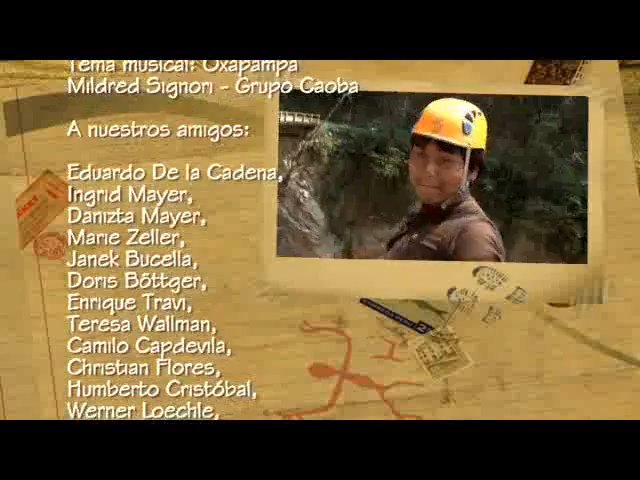 Tema musical: Oxapampa
Mildred Signori - Grupo Caoba
A nuestros amigos:
Eduardo De la Cadena,
Ingrid Mayer,
Danizta Mayer,
Marie Zeller,
Janek Bucella,
Doris Böttger,
Enrique Travi,
Teresa Wallman,
Camilo Capdevila,
Christian Flores,
Humberto Cristóbal,
Werner Loechle,